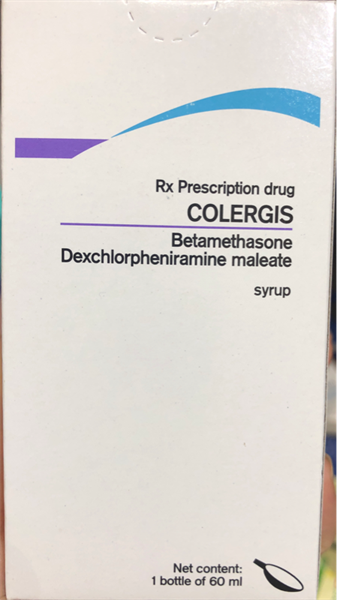 Rx Prescription drug
COLERGIS
Betamethasone
Dexchlorpheniramine maleate
syrup
Net content:
1 bottle of 60 ml